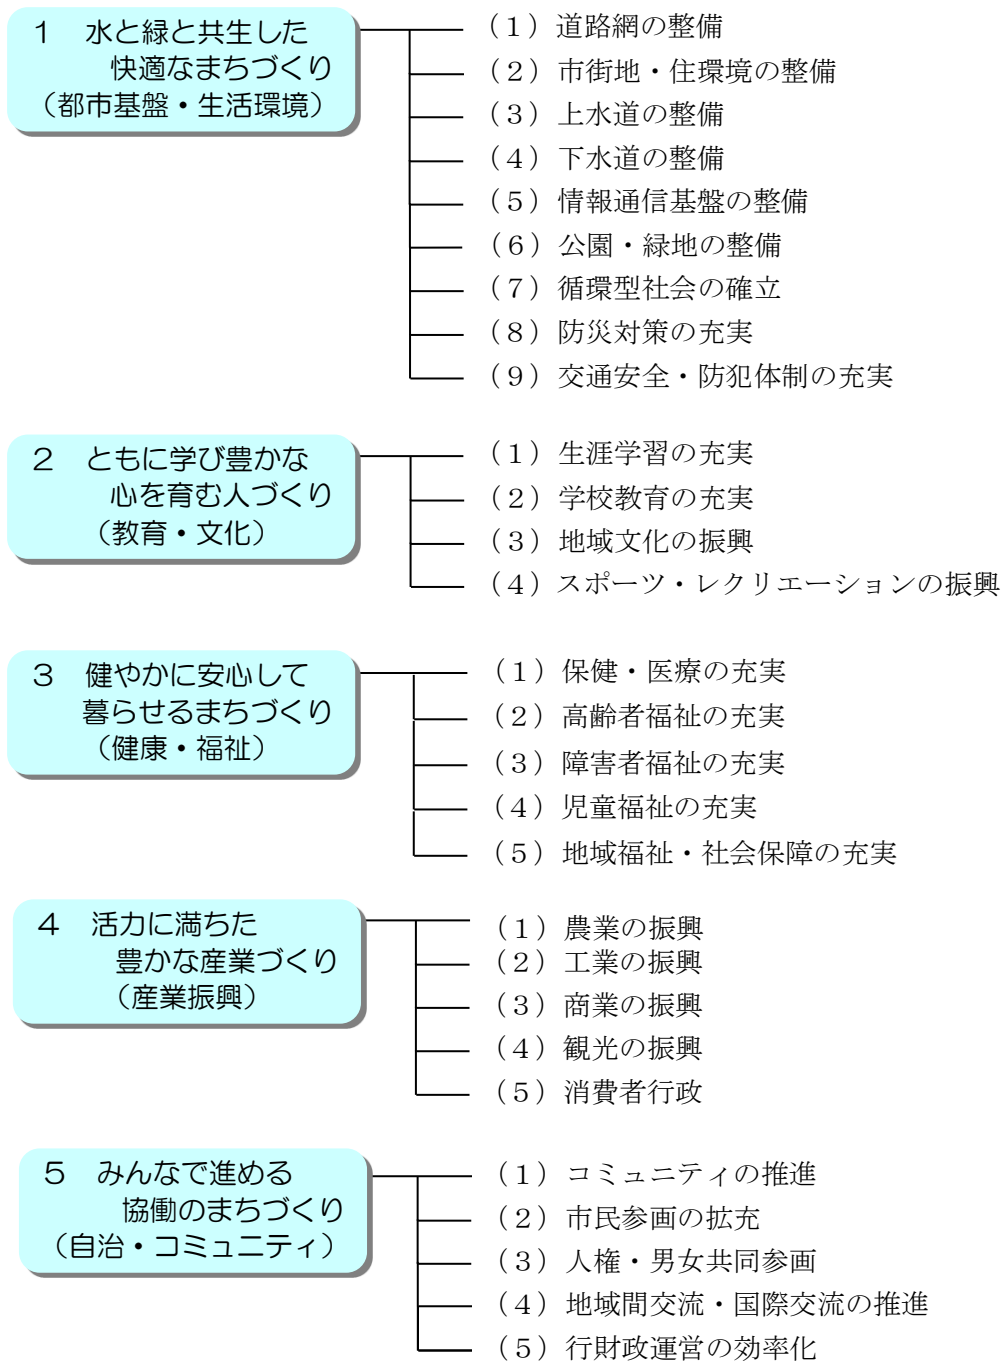 １　水と緑と共生した
快適なまちづくり
（都市基盤・生活環境）
（１）道路網の整備
（２）市街地・住環境の整備
（３）上水道の整備
（４）下水道の整備
（５）情報通信基盤の整備
（６）公園・緑地の整備
（７）循環型社会の確立
（８）防災対策の充実
（９）交通安全・防犯体制の充実
２　ともに学び豊かな
心を育む人づくり
（教育・文化）
（１）生涯学習の充実
（２）学校教育の充実
（３）地域文化の振興
（４）スポーツ・レクリエーションの振興
３　健やかに安心して
暮らせるまちづくり
（健康・福祉）
（１）保健・医療の充実
（２）高齢者福祉の充実
（３）障害者福祉の充実
（４）児童福祉の充実
（５）地域福祉・社会保障の充実
４　活力に満ちた
豊かな産業づくり
（産業振興）
（１）農業の振興
（２）工業の振興
（３）商業の振興
（４）観光の振興
（５）消費者行政
５　みんなで進める
協働のまちづくり
（自治・コミュニティ）
（１）コミュニティの推進
（２）市民参画の拡充
（３）人権・男女共同参画
（４）地域間交流・国際交流の推進
（５）行財政運営の効率化